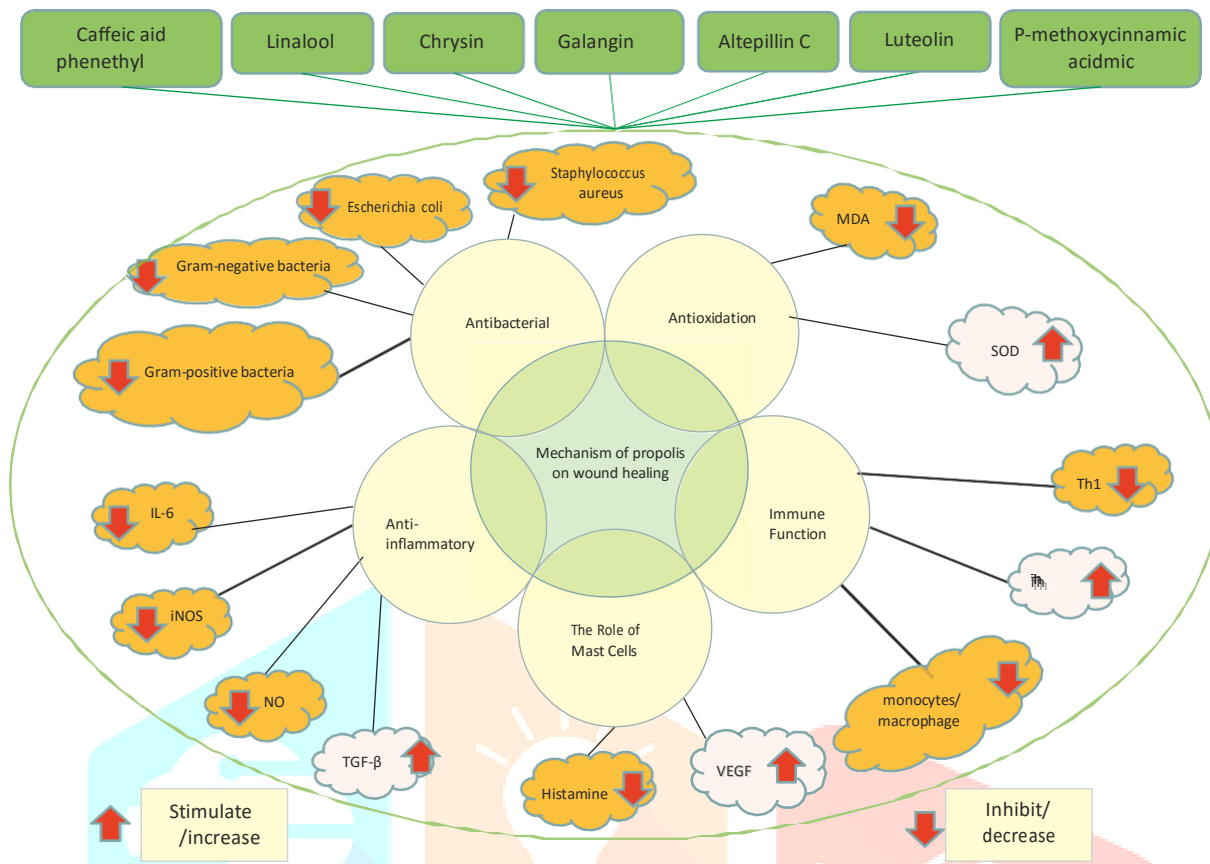 Caffeic aid
phenethyl
Linalool
Chrysin
Galangin
Altepillin C
Luteolin
P-methoxycinnamic
acidmic
Staphylococcus
aureus
Escherichia coli
MDA
Gram-negative bacteria
Antibacterial
Antioxidation
SOD
Gram-positive bacteria
Mechanism of propolis
on wound healing
Th1
IL-6
Anti-
inflammatory
Immune
Function
iNOS
The Role of
Mast Cells
NO
monocytes/
macrophage
TGF-β
VEGF
Histamine
Stimulate
/increase
Inhibit/
decrease